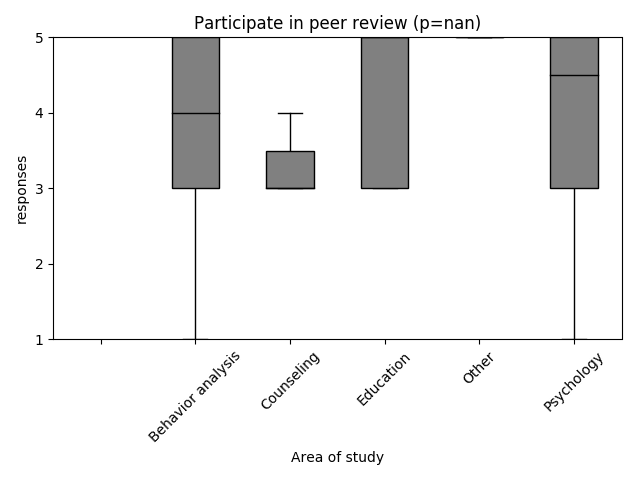 Participate in peer review (p=nan)
5
4
3
2
1
responses
Behavior analysis
Counseling
Education
Other
Psychology
Area of study